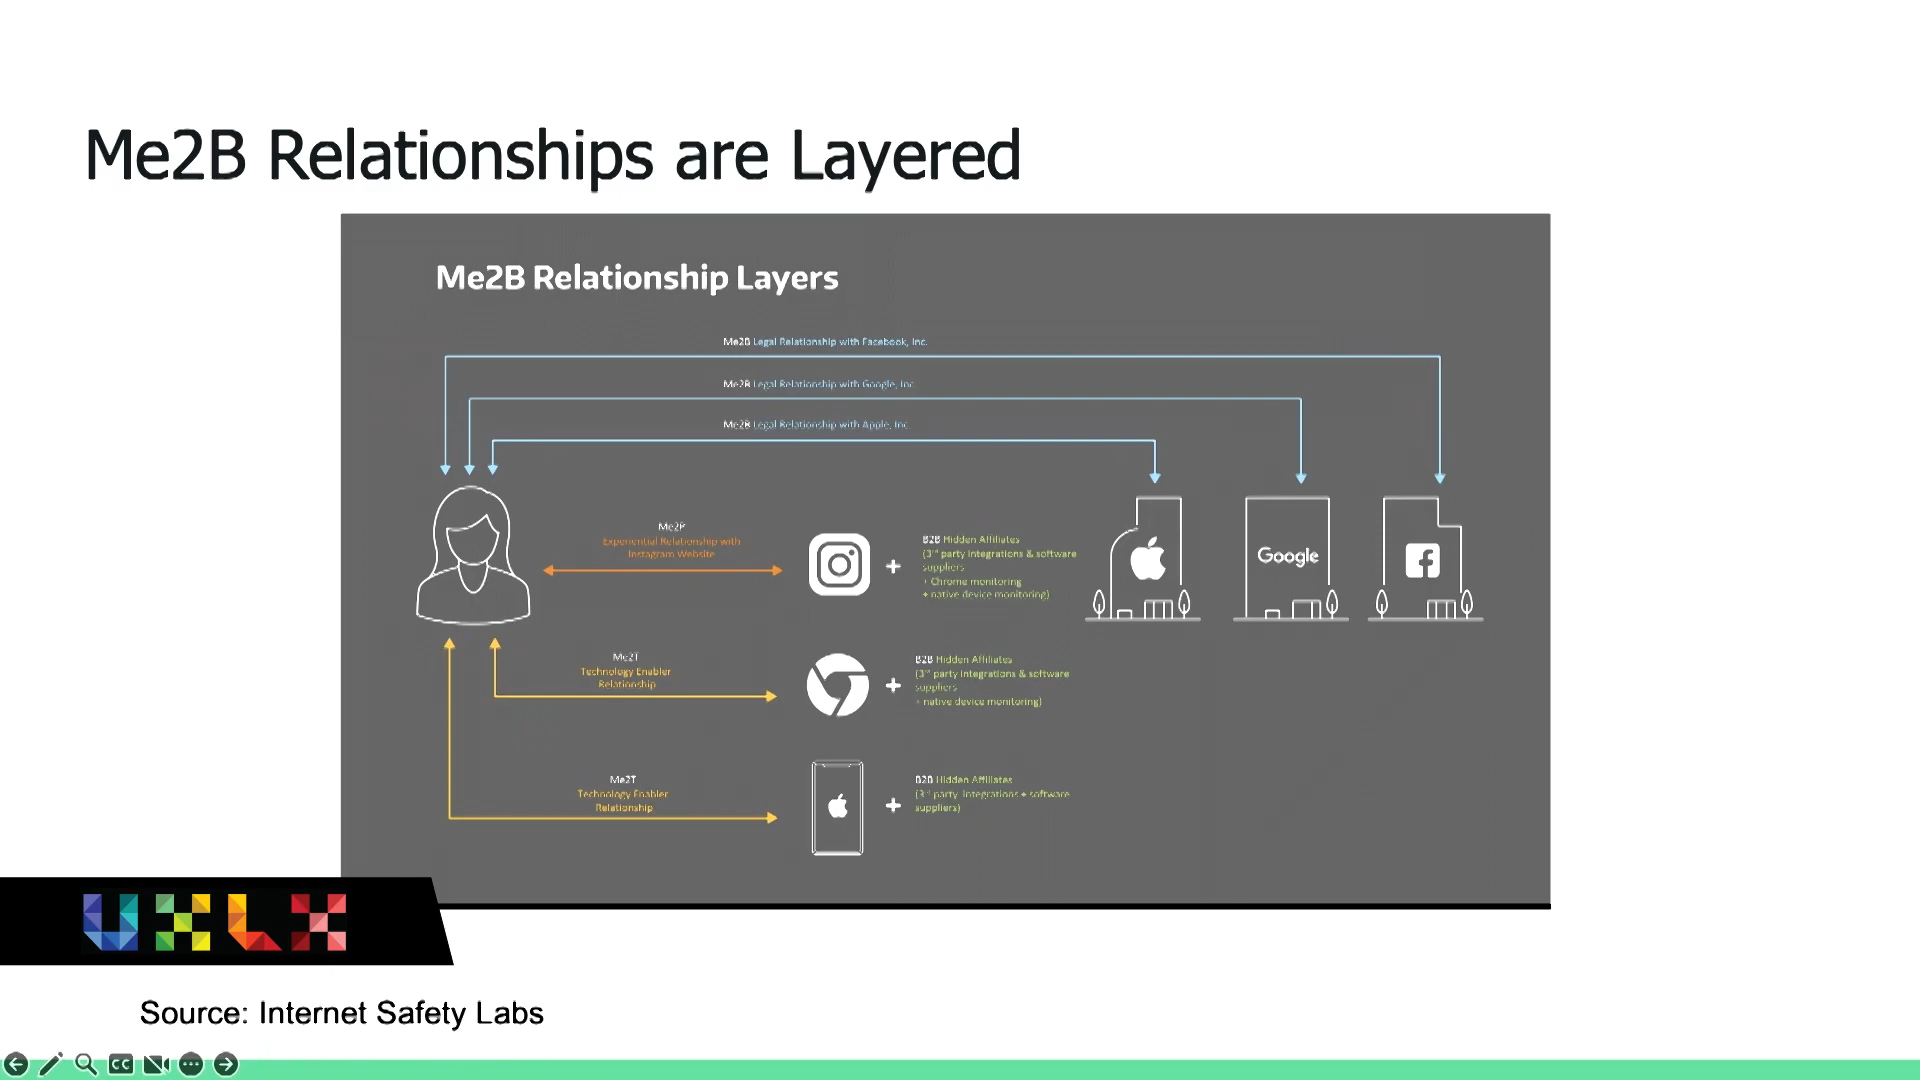 Me2B Relationships are Layered
Me2B Relationship Layers
Me2B Legal Relationship with Facebook, Inc.
Me2B Legal Relationship with Google, Inc.
Me2B Legal Relationship with Apple, Inc.
Me2P
Experiential Relationship with
Instagram Website
B2B Hidden Affiliates
(3rd party integrations & software
suppliers
+ Chrome monitoring
+ native device monitoring)
Google
Me2T
Technology Enabler
Relationship
B2B Hidden Affiliates
(3rd party integrations & software
suppliers
+ native device monitoring)
Me2T
Technology Enabler
Relationship
B2B Hidden Affiliates
(3rd party integrations + software
suppliers)
UXLX
Source: Internet Safety Labs
CC